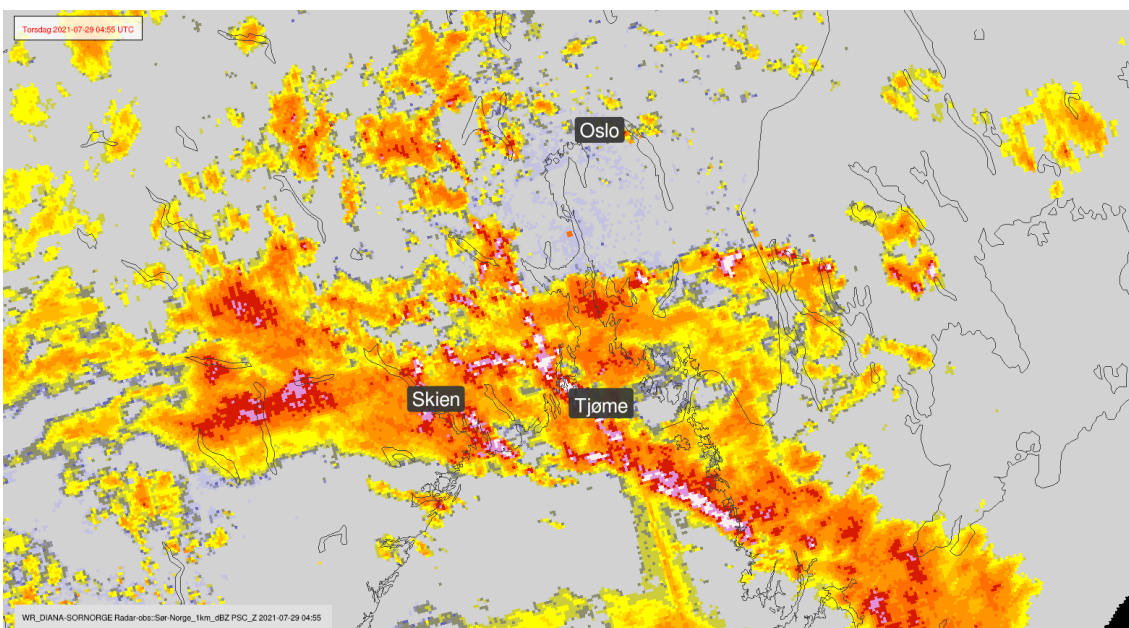 Torsdag 2021-07-29 04:55 UTC
Oslo
Skien
Tjøme
WR_DIANA-SORNORGE Radar-obs::Sør-Norge_1km_dBZ PSC_Z 2021-07-29 04:55